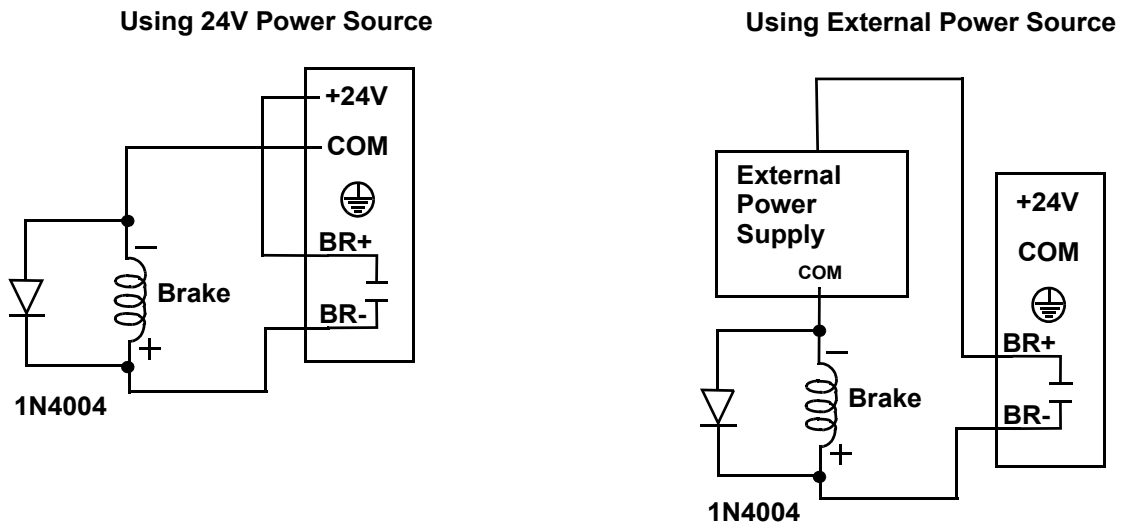 Using 24V Power Source
+24V
COM
BR+
− Brake
BR-
+
1N4004
Using External Power Source
External
Power
Supply
COM
+24V
COM
BR+
− Brake
BR-
+
1N4004